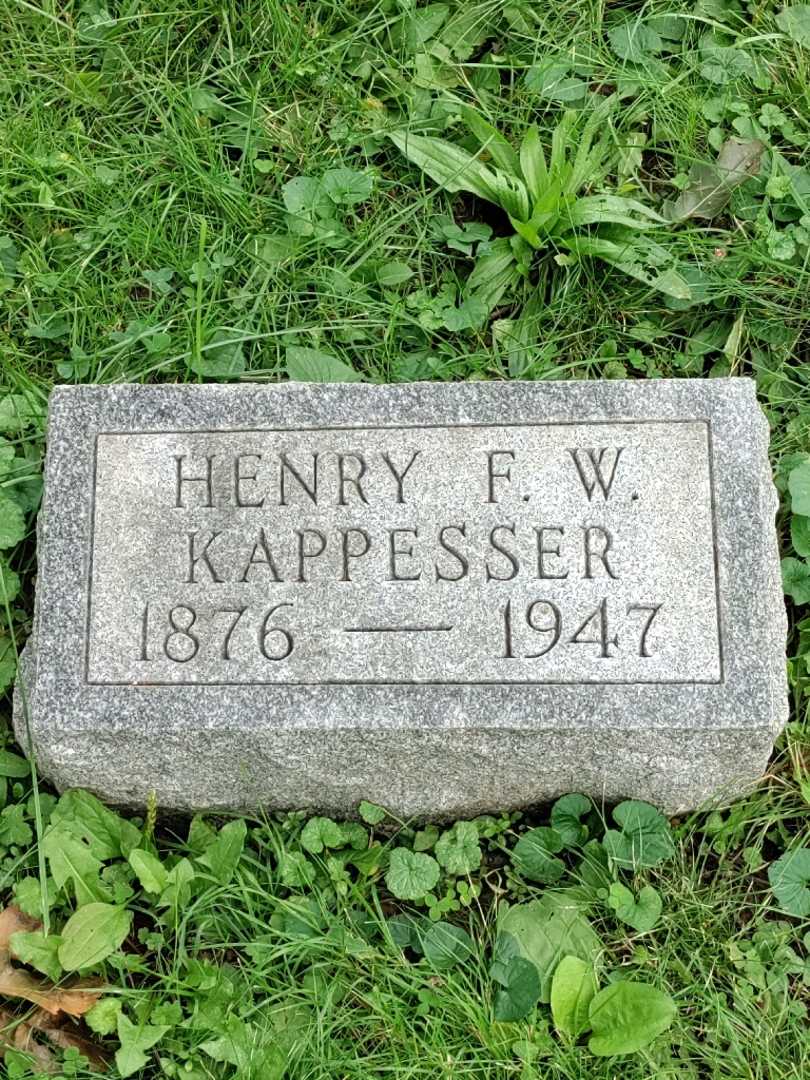 HENRY F. W.
KAPPESSER
1876 — 1947